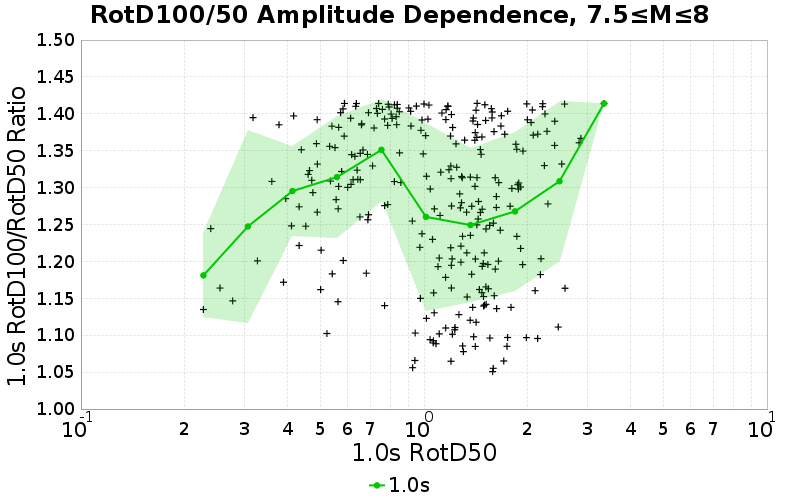 RotD100/50 Amplitude Dependence, 7.5≤M≤8
1.0s RotD100/RotD50 Ratio
1.50
1.45
1.40
1.35
1.30
1.25
1.20
1.15
1.10
1.05
1.00
10^-1 2 3 4 5 6 7 10^0 2 3 4 5 6 7 10^1
1.0s RotD50
1.0s